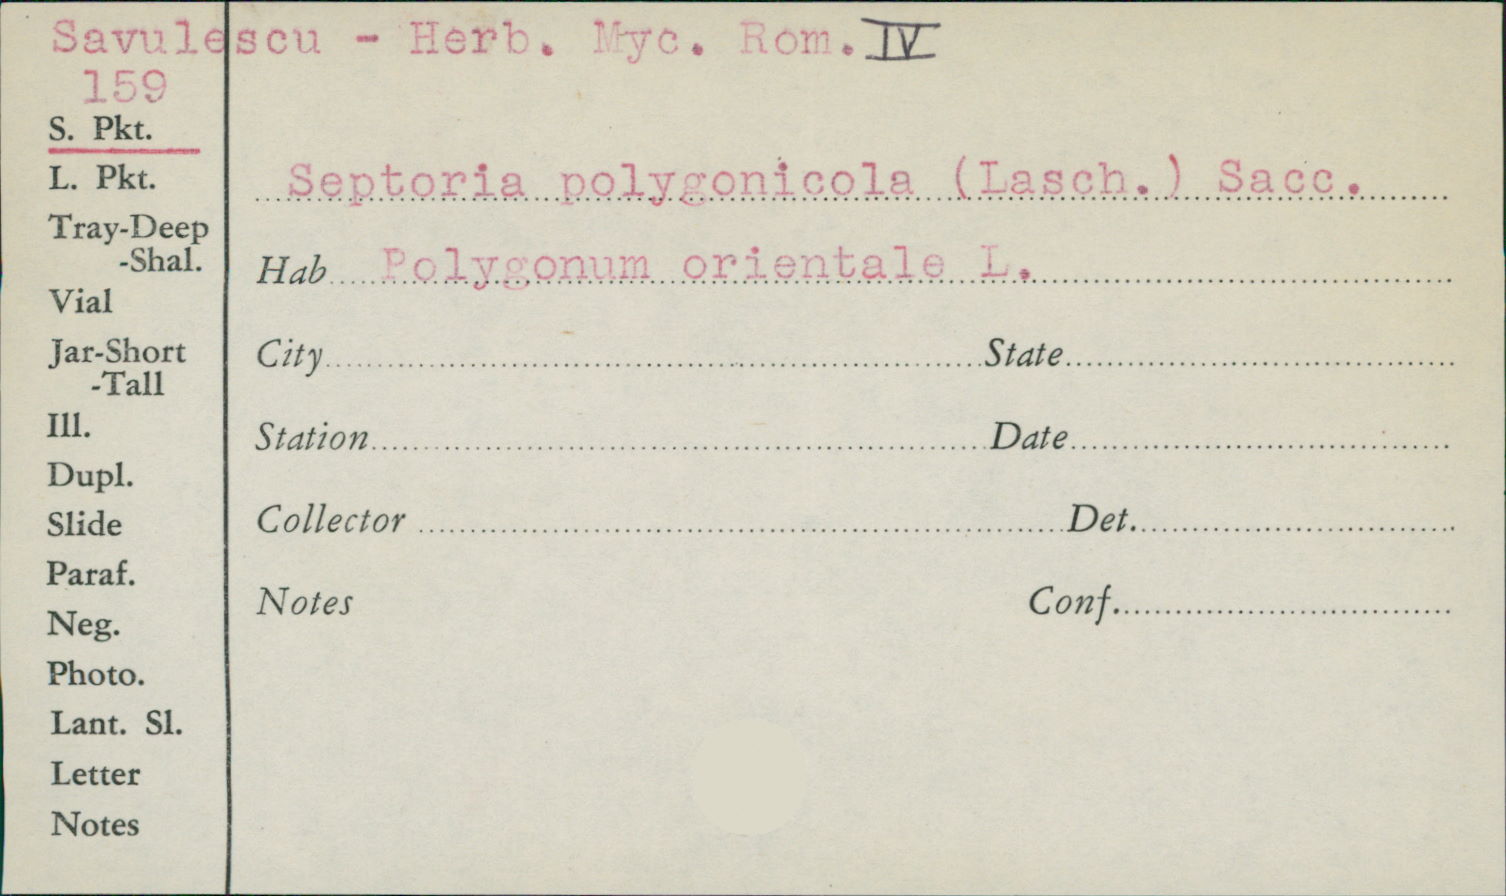 Savulescu - Herb. Myc. Rom. IV
159
S. Pkt.
L. Pkt.
Tray-Deep
-Shal.
Vial
Jar-Short
-Tall
Ill.
Dupl.
Slide
Paraf.
Neg.
Photo.
Lant. Sl.
Letter
Notes
Septoria polygonicola (Lasch.) Sacc.
Hab Polygonum orientale L.
City State
Station Date
Collector Det.
Notes Conf.